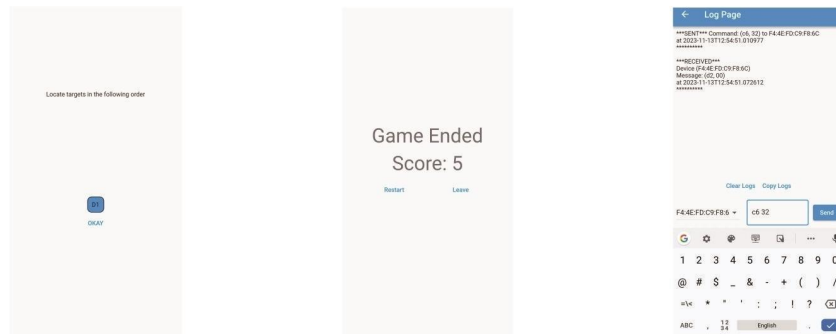 Locate targets in the following order
D1
OKAY
Game Ended
Score: 5
Restart Leave
Log Page
***SENT*** Command: (c6, 32) to F4:4E:FD:C9:F8:6C
at 2023-11-13T12:54:51.010977
**********
***RECEIVED***
Device (F4:4E:FD:C9:F8:6C)
Message: (d2, 00)
at 2023-11-13T12:54:51.072612
**********
Clear Logs Copy Logs
F4:4E:FD:C9:F8:6 c6 32 Send
G
1 2 3 4 5 6 7 8 9 0
@ # $ _ & - + ( ) /
=\< * " ' : ; ! ?
ABC , 12 34 English .